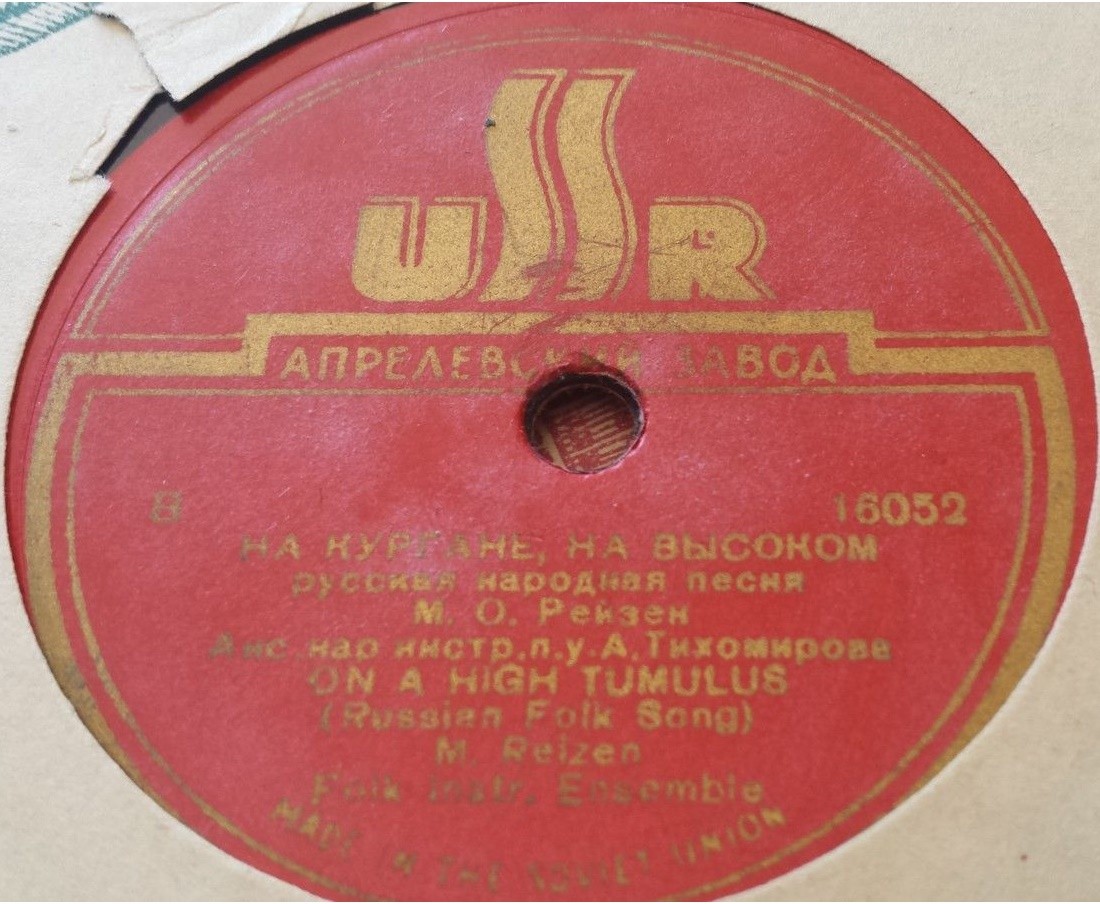 USSR
АПРЕЛЕВСКИЙ ЗАВОД
8 16052
НА КУРГАНЕ, НА ВЫСОКОМ
русская народная песня
М. О. Рейзен
Анс. нар инстр. п.у. А. Тихомирова
ON A HIGH TUMULUS
(Russian Folk Song)
M. Reizen
Folk Instr. Ensemble
MADE IN THE SOVIET UNION